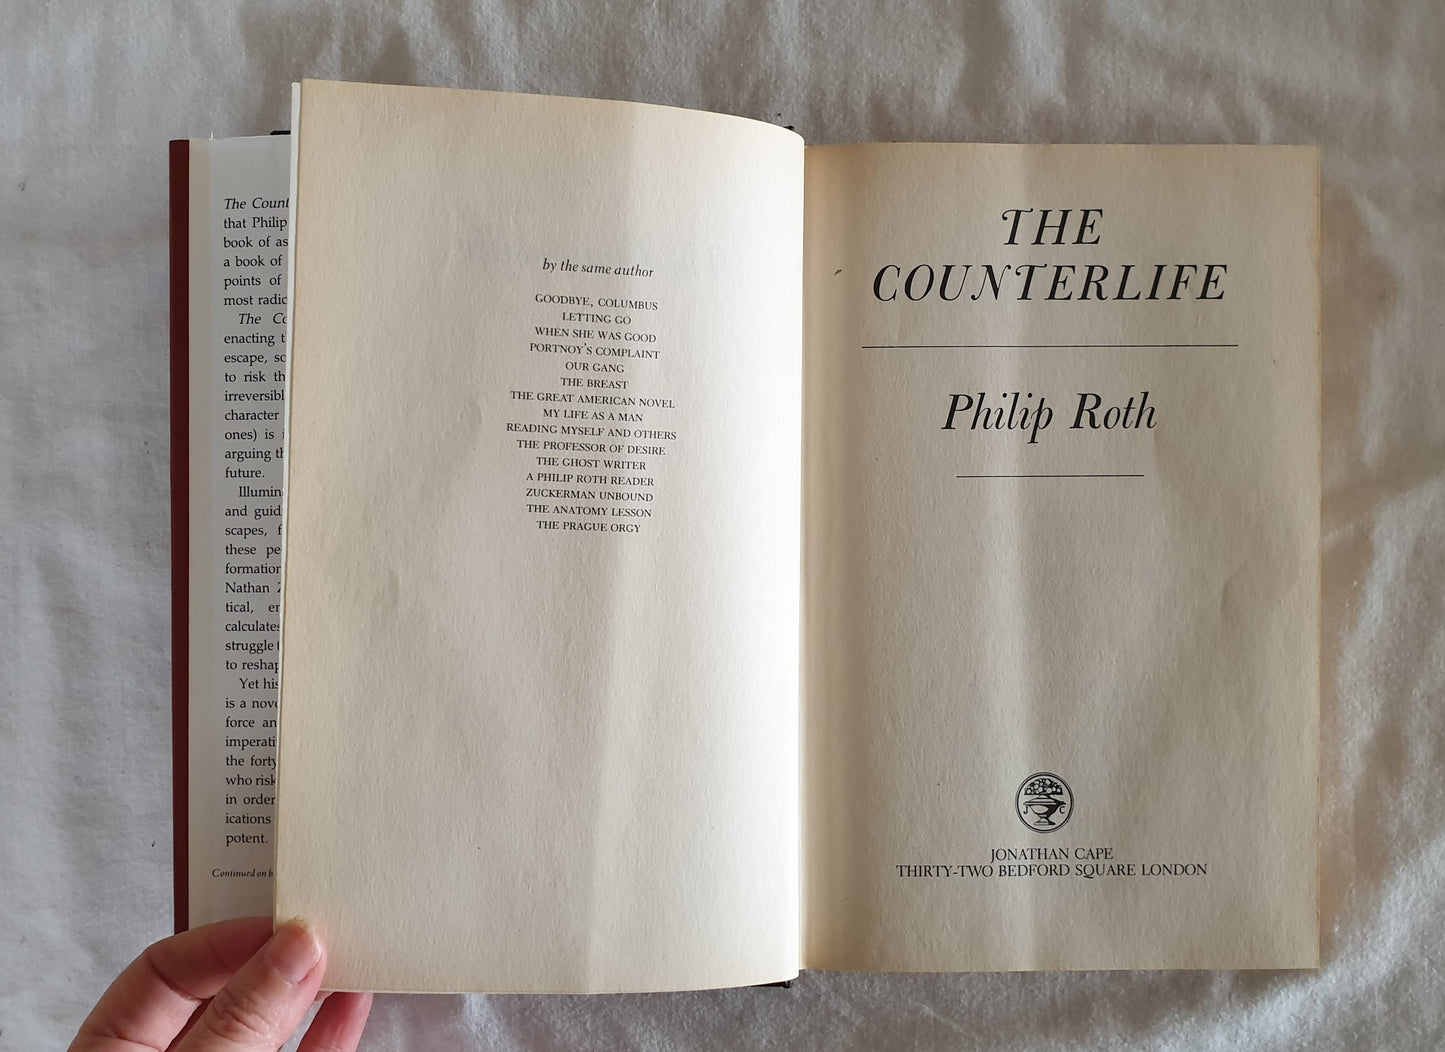 The Count
that Philip
book of as
a book of
points of
most radic
The Co
enacting t
escape, sc
to risk th
irreversibl
character
ones) is i
arguing th
future.
Illumin
and guid
scapes, f
these pe
formation
Nathan Z
tical, en
calculates
struggle t
to reshap
Yet his
is a nove
force an
imperati
the forty
who risk
in order
ications
potent.
Continued on b
by the same author
GOODBYE, COLUMBUS
LETTING GO
WHEN SHE WAS GOOD
PORTNOY'S COMPLAINT
OUR GANG
THE BREAST
THE GREAT AMERICAN NOVEL
MY LIFE AS A MAN
READING MYSELF AND OTHERS
THE PROFESSOR OF DESIRE
THE GHOST WRITER
A PHILIP ROTH READER
ZUCKERMAN UNBOUND
THE ANATOMY LESSON
THE PRAGUE ORGY
THE
COUNTERLIFE
Philip Roth
J C
JONATHAN CAPE
THIRTY-TWO BEDFORD SQUARE LONDON